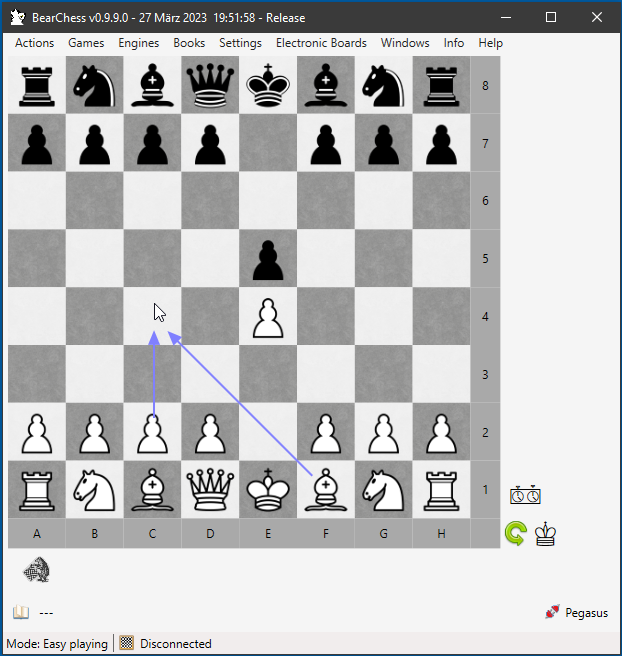 BearChess v0.9.9.0 - 27 März 2023  19:51:58 - Release
Actions Games Engines Books Settings Electronic Boards Windows Info Help
8
7
6
5
4
3
2
1
A B C D E F G H
--- Pegasus
Mode: Easy playing Disconnected